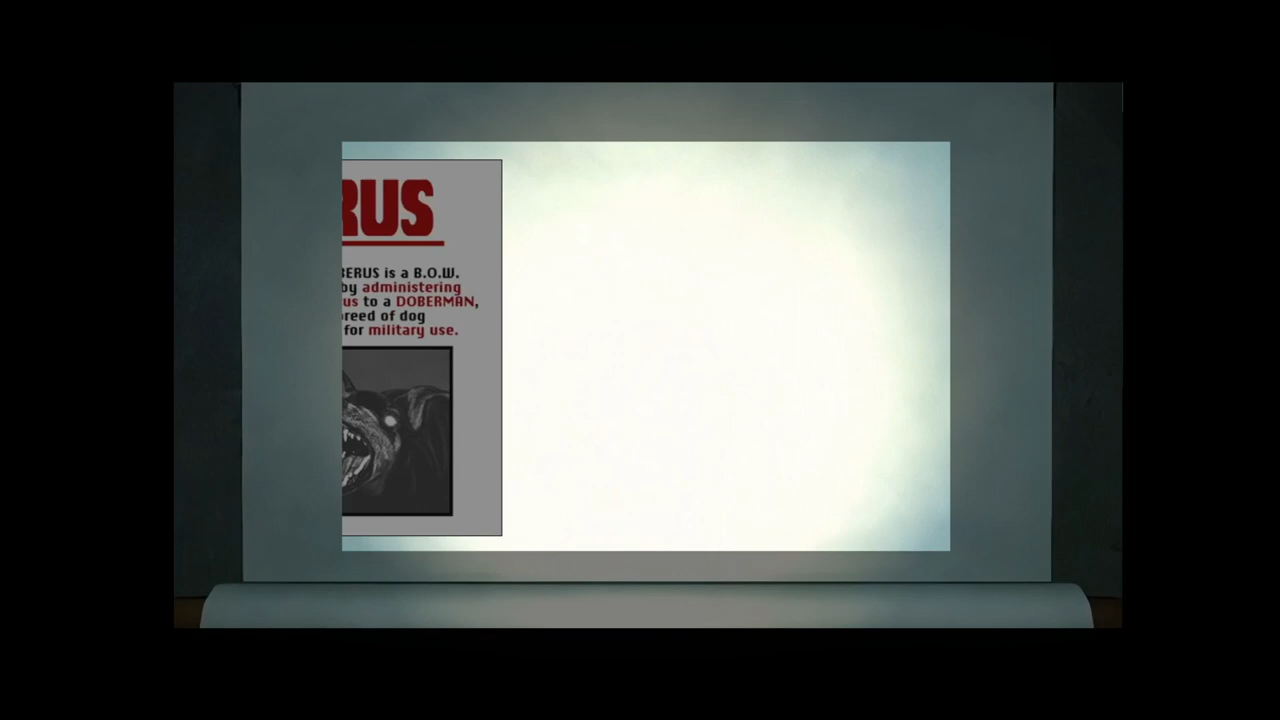 RUS
BERUS is a B.O.W.
by administering
us to a DOBERMAN,
breed of dog
for military use.